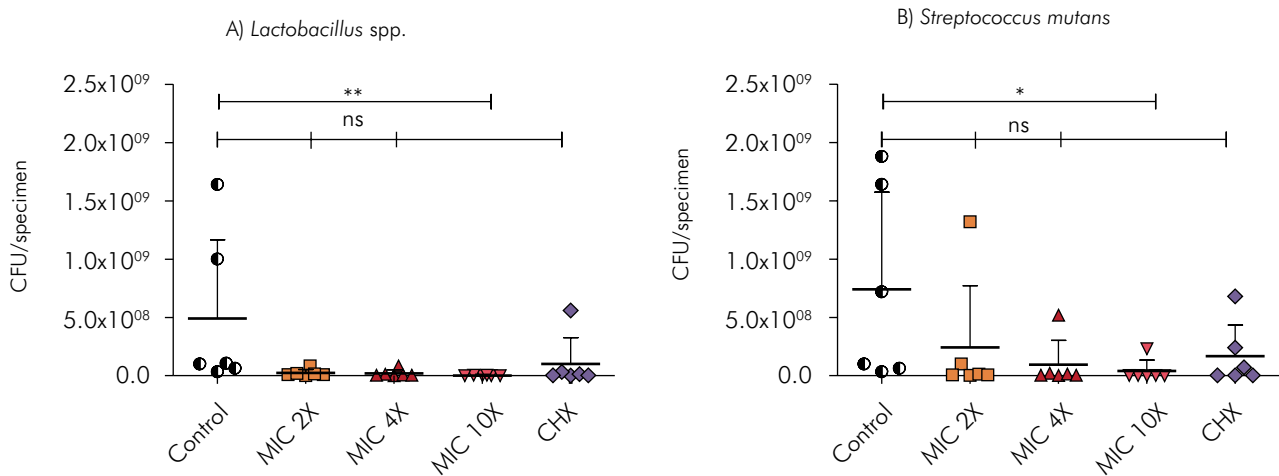 A) Lactobacillus spp.
2.5x10⁰⁹
2.0x10⁰⁹
1.5x10⁰⁹
1.0x10⁰⁹
5.0x10⁰⁸
0.0
CFU/specimen
**
ns
Control
MIC 2X
MIC 4X
MIC 10X
CHX
B) Streptococcus mutans
2.5x10⁰⁹
2.0x10⁰⁹
1.5x10⁰⁹
1.0x10⁰⁹
5.0x10⁰⁸
0.0
CFU/specimen
*
ns
Control
MIC 2X
MIC 4X
MIC 10X
CHX